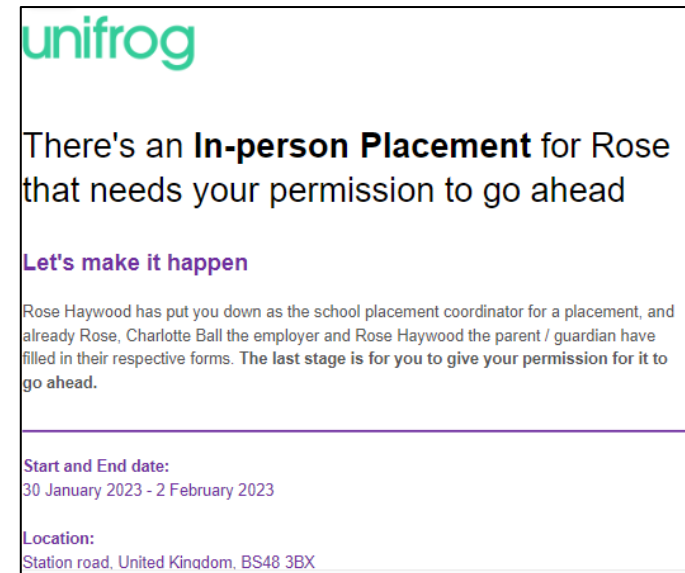 unifrog
There's an In-person Placement for Rose
that needs your permission to go ahead
Let's make it happen
Rose Haywood has put you down as the school placement coordinator for a placement, and
already Rose, Charlotte Ball the employer and Rose Haywood the parent / guardian have
filled in their respective forms. The last stage is for you to give your permission for it to
go ahead.
Start and End date:
30 January 2023 - 2 February 2023
Location:
Station road, United Kingdom, BS48 3BX